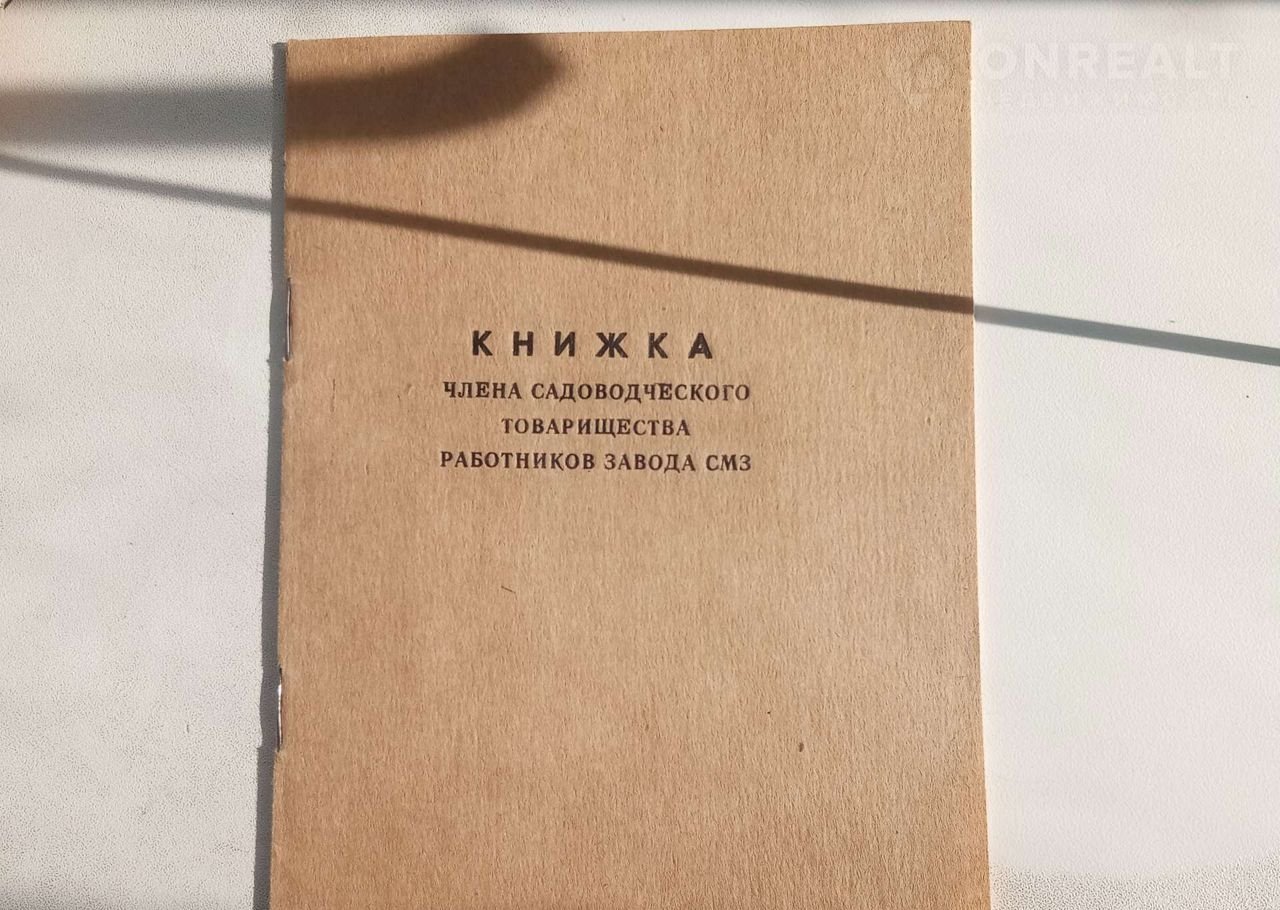 ONREALT
КНИЖКА
ЧЛЕНА САДОВОДЧЕСКОГО
ТОВАРИЩЕСТВА
РАБОТНИКОВ ЗАВОДА СМЗ